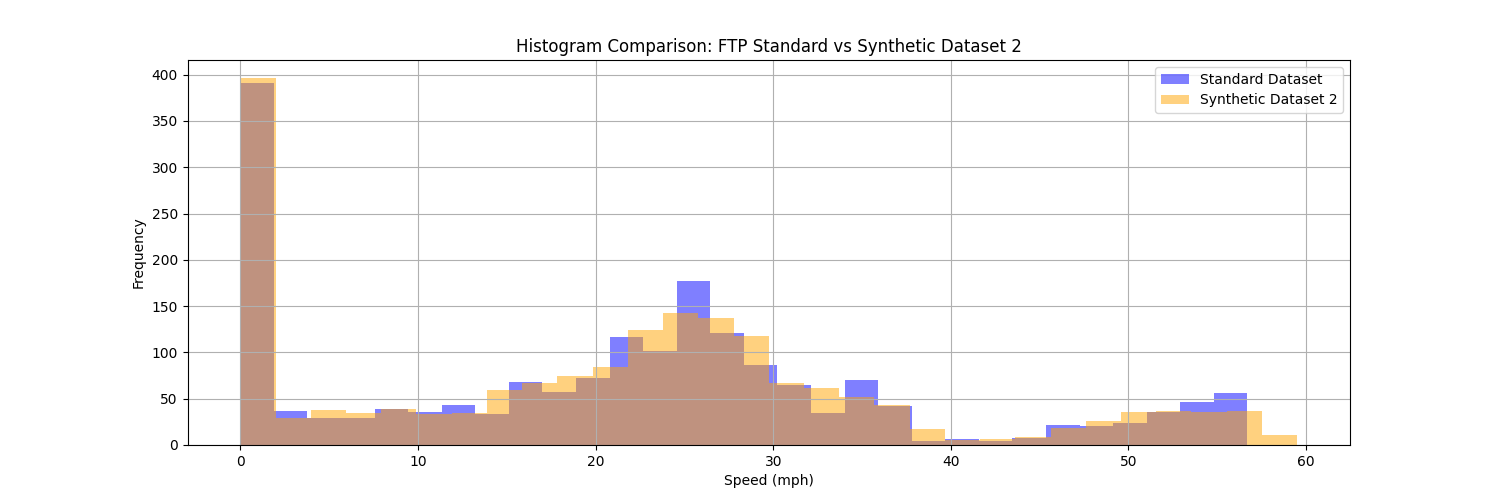 Histogram Comparison: FTP Standard vs Synthetic Dataset 2
Standard Dataset
Synthetic Dataset 2
Frequency
400
350
300
250
200
150
100
50
0
0 10 20 30 40 50 60
Speed (mph)